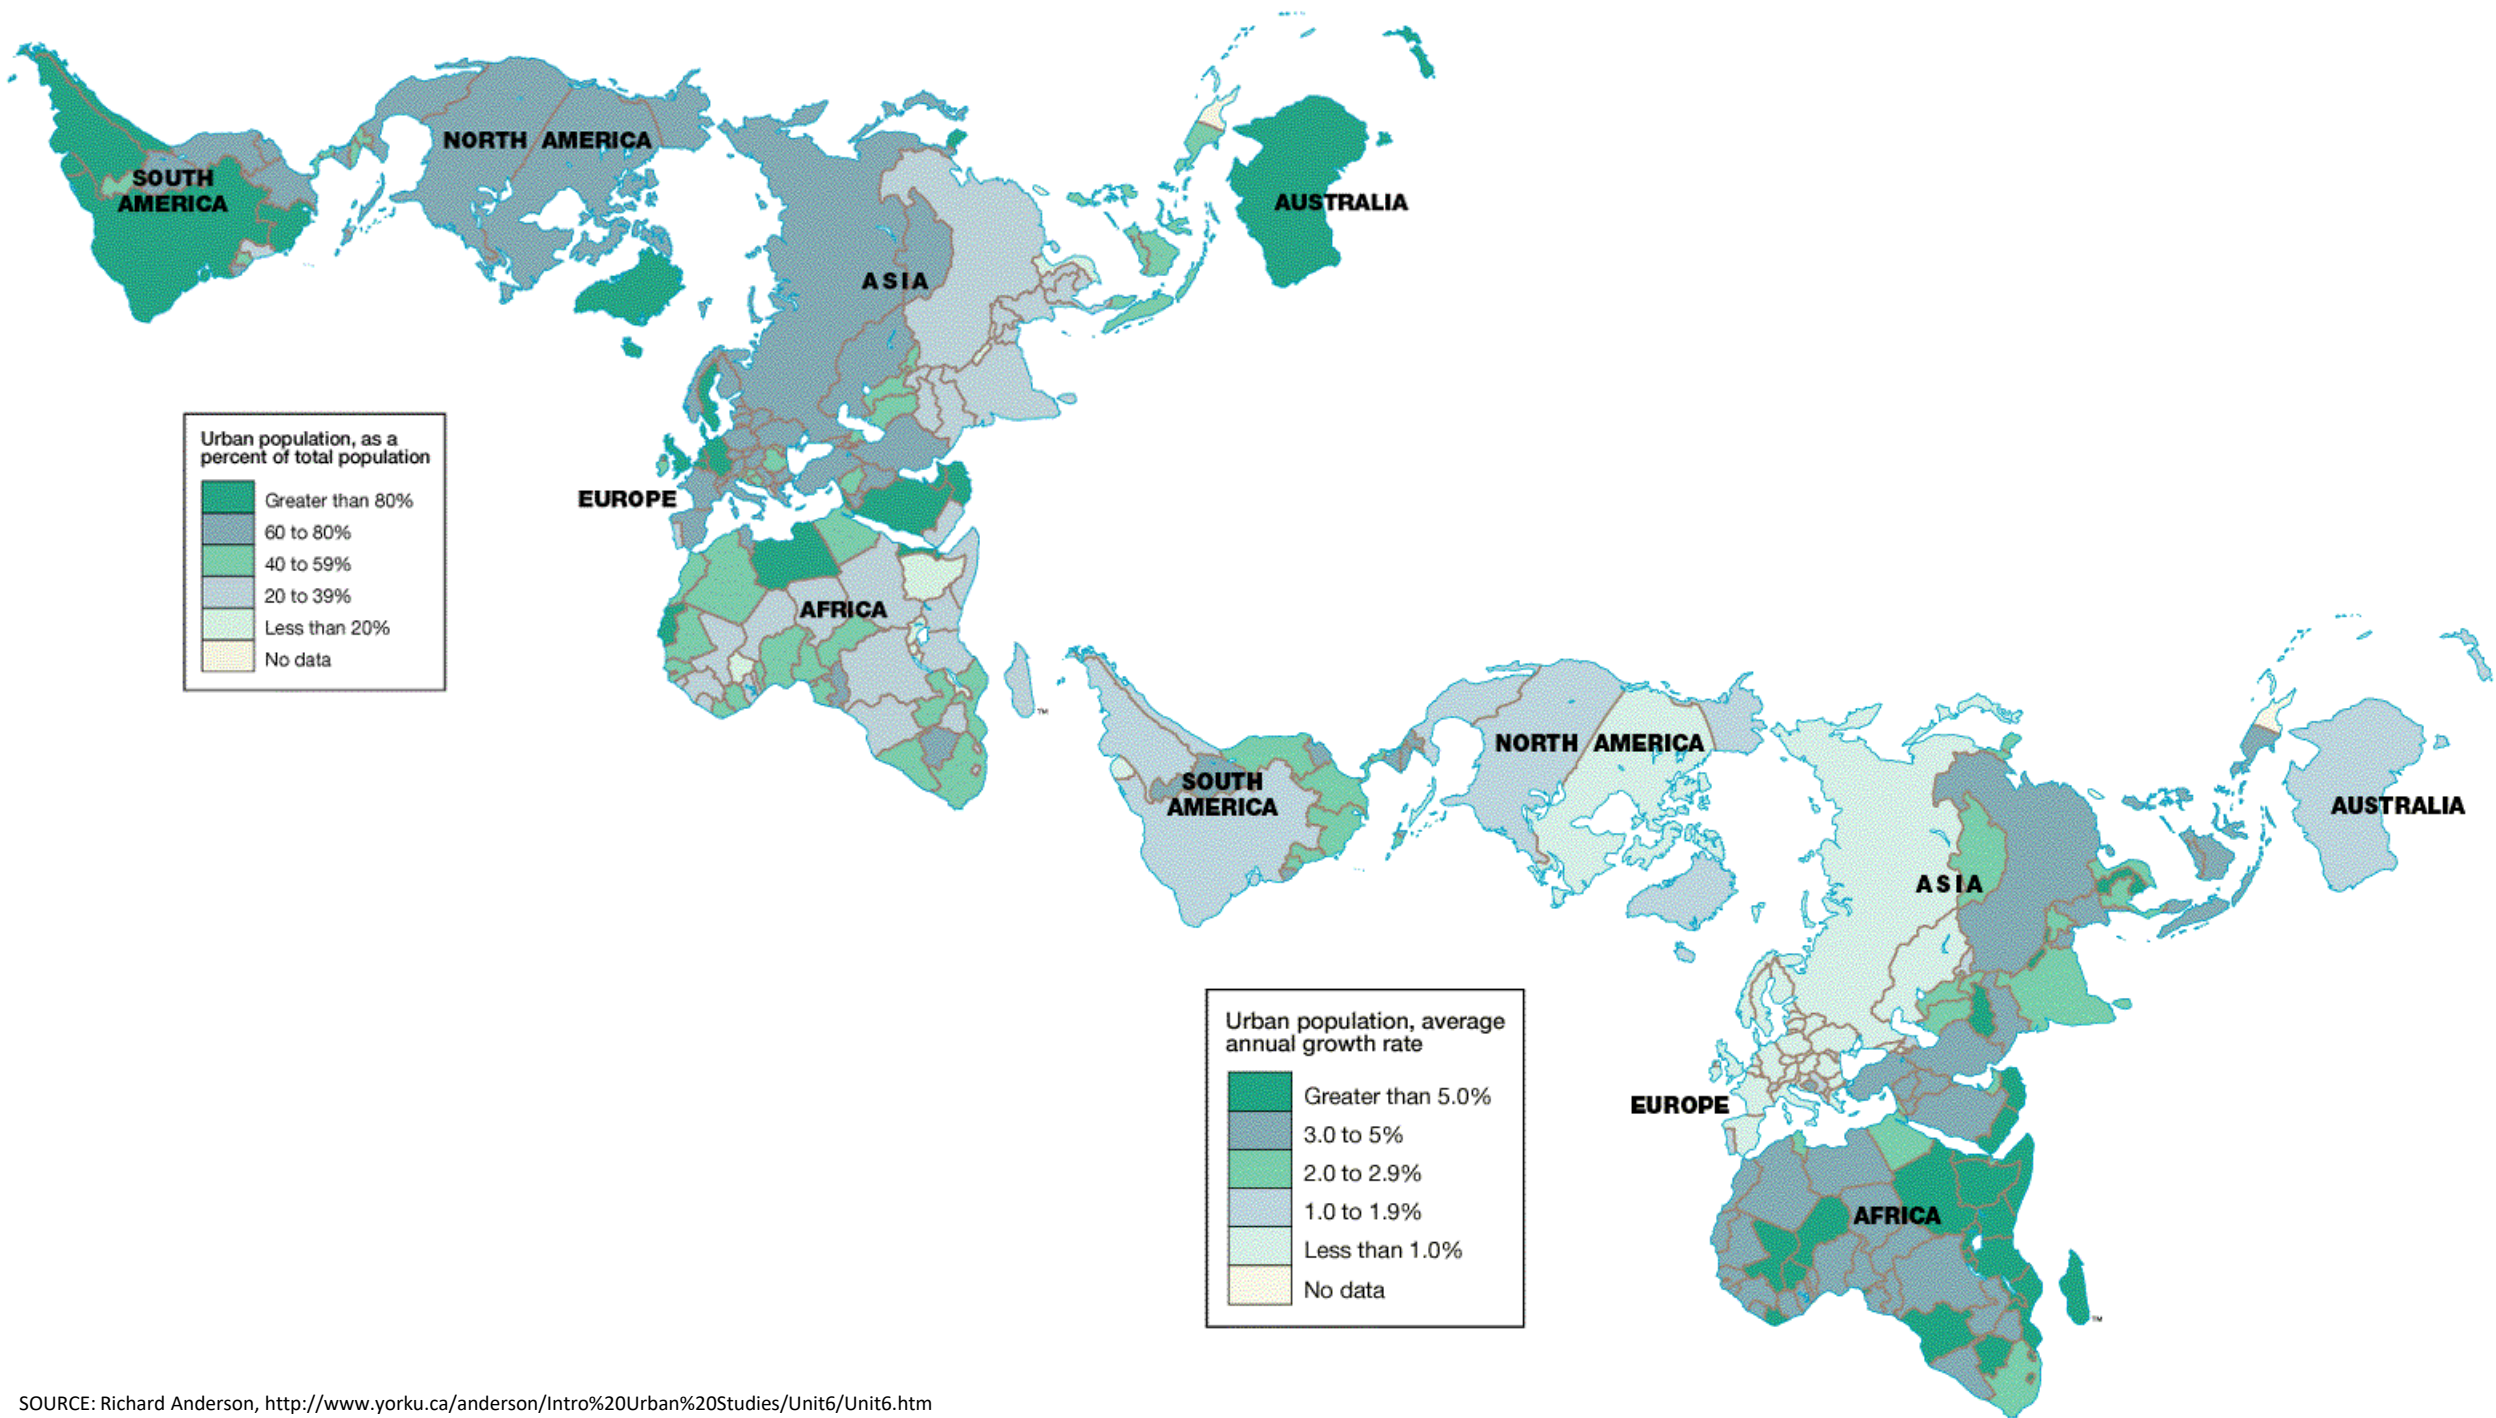 NORTH AMERICA
SOUTH
AMERICA
ASIA
AUSTRALIA
EUROPE
AFRICA
Urban population, as a
percent of total population
Greater than 80%
60 to 80%
40 to 59%
20 to 39%
Less than 20%
No data
TM
NORTH AMERICA
SOUTH
AMERICA
ASIA
AUSTRALIA
EUROPE
AFRICA
Urban population, average
annual growth rate
Greater than 5.0%
3.0 to 5%
2.0 to 2.9%
1.0 to 1.9%
Less than 1.0%
No data
TM
SOURCE: Richard Anderson, http://www.yorku.ca/anderson/Intro%20Urban%20Studies/Unit6/Unit6.htm